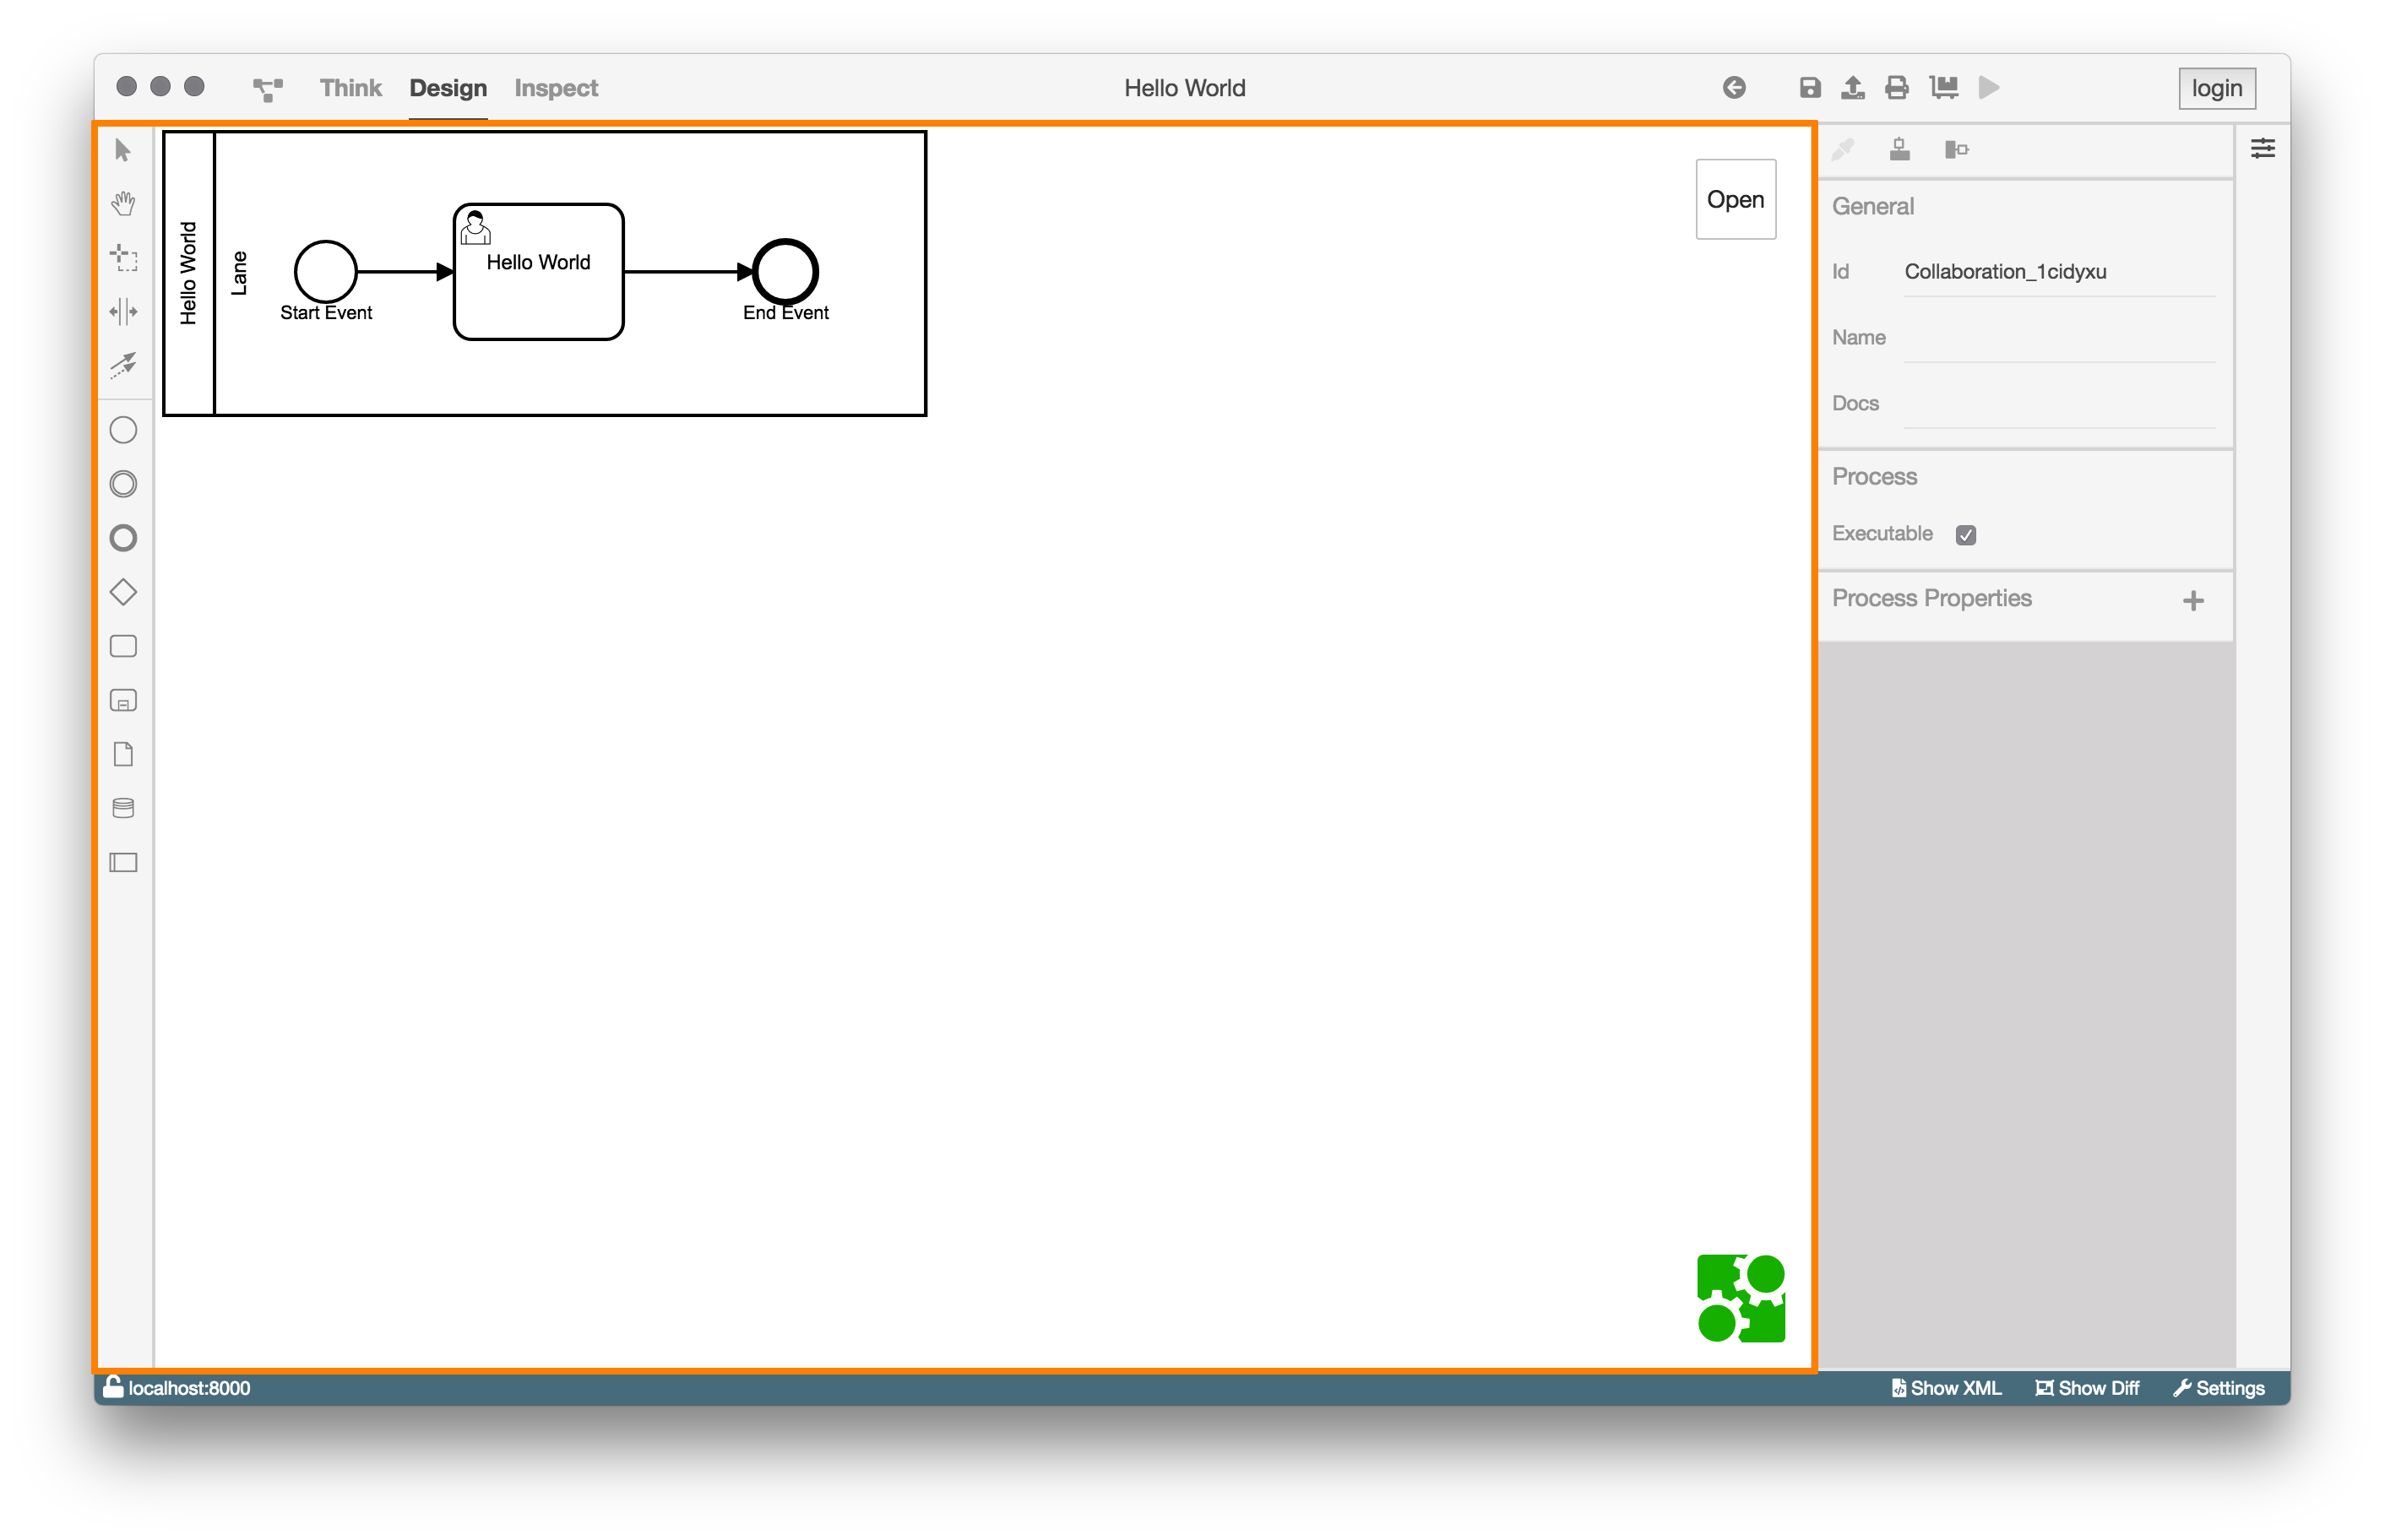 Think Design Inspect
Hello World
login
Hello World
Lane
Start Event
Hello World
End Event
Open
General
Id Collaboration_1cidyxu
Name
Docs
Process
Executable
Process Properties
localhost:8000
Show XML Show Diff Settings